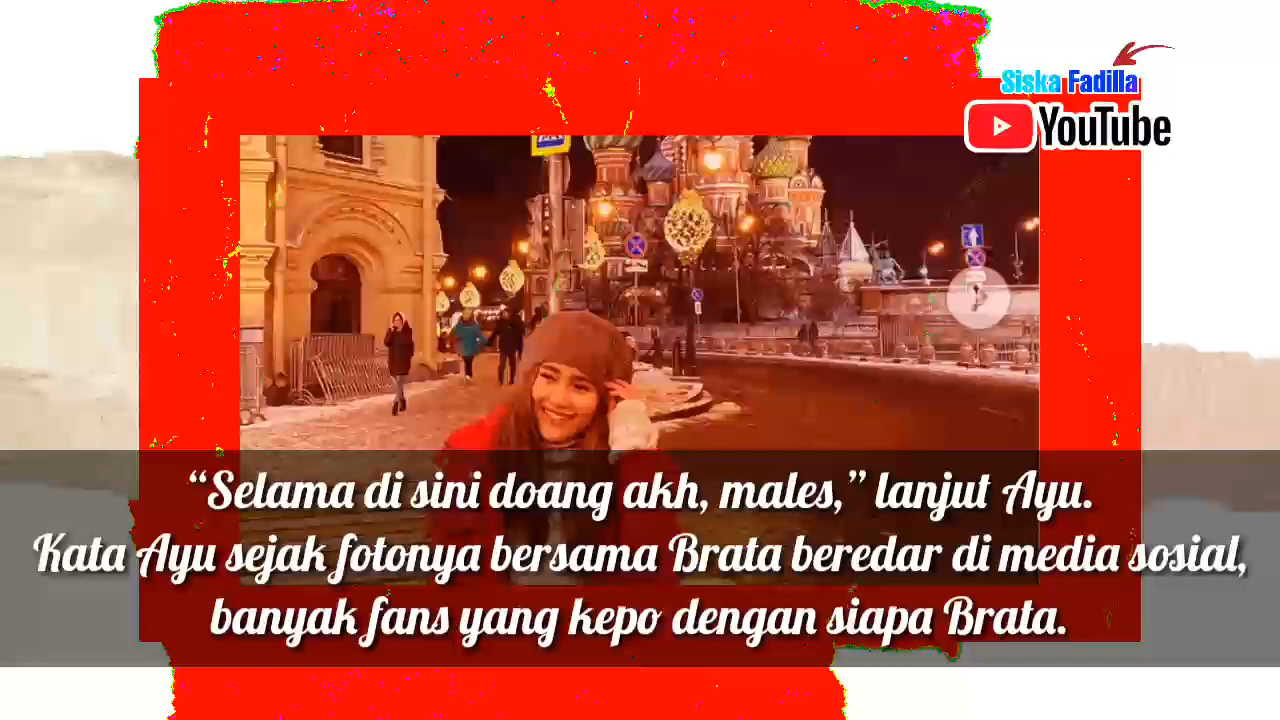 Siska Fadilla
YouTube
“Selama di sini doang akh, males,” lanjut Ayu.
Kata Ayu sejak fotonya bersama Brata beredar di media sosial,
banyak fans yang kepo dengan siapa Brata.